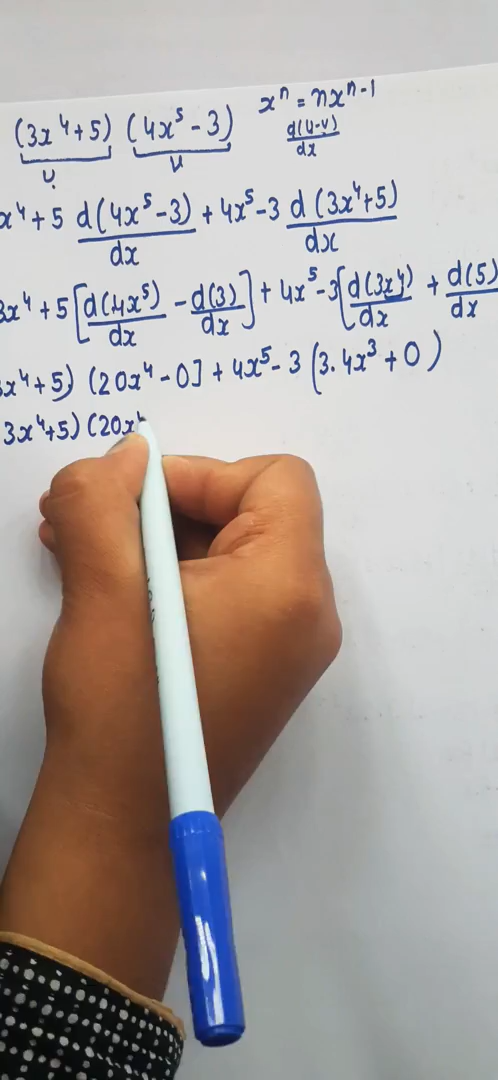 (3x⁴+5) (4x⁵-3) xⁿ = nxⁿ⁻¹
u v d(u-v)/dx
x⁴+5 d(4x⁵-3)/dx + 4x⁵-3 d(3x⁴+5)/dx
3x⁴+5 [d(4x⁵)/dx - d(3)/dx] + 4x⁵-3 [d(3x⁴)/dx + d(5)/dx
3x⁴+5) (20x⁴-0] + 4x⁵-3 (3.4x³+0)
3x⁴+5) (20x⁴